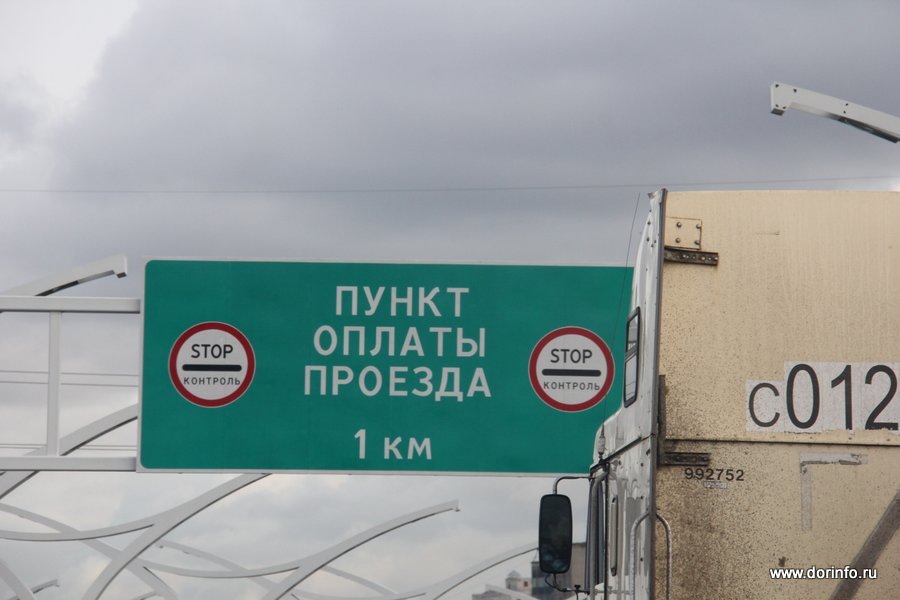 ПУНКТ
ОПЛАТЫ
ПРОЕЗДА
1 км
STOP
КОНТРОЛЬ
STOP
КОНТРОЛЬ
С012
992752
www.dorinfo.ru